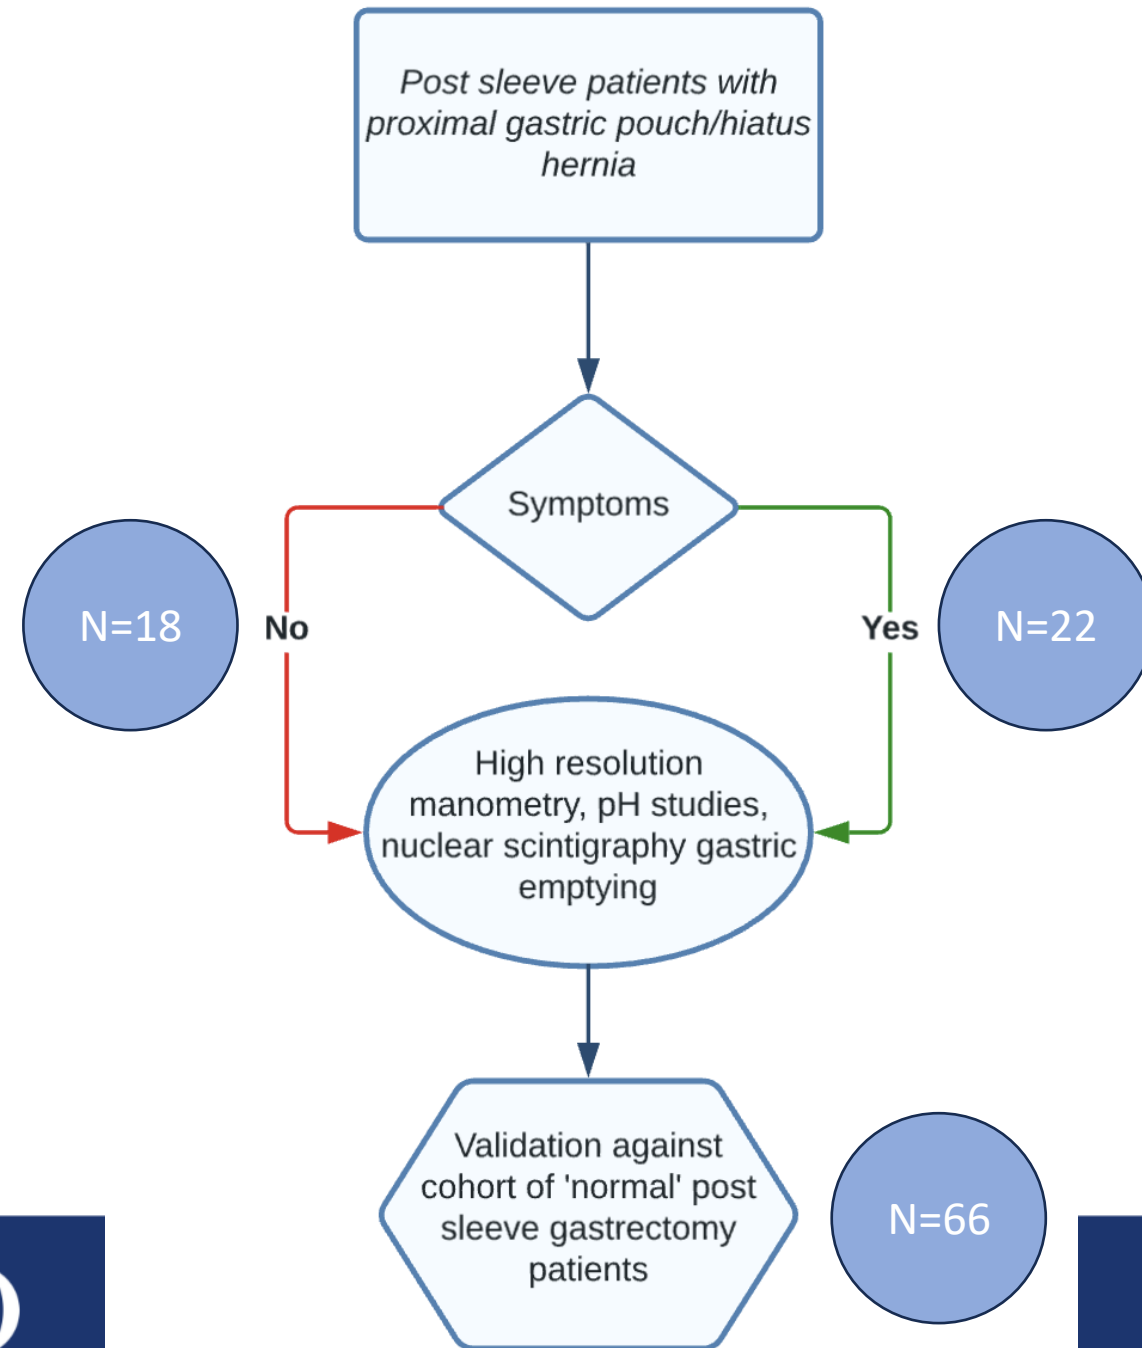 Post sleeve patients with
proximal gastric pouch/hiatus
hernia
Symptoms
N=18
No
Yes
N=22
High resolution
manometry, pH studies,
nuclear scintigraphy gastric
emptying
Validation against
cohort of 'normal' post
sleeve gastrectomy
patients
N=66